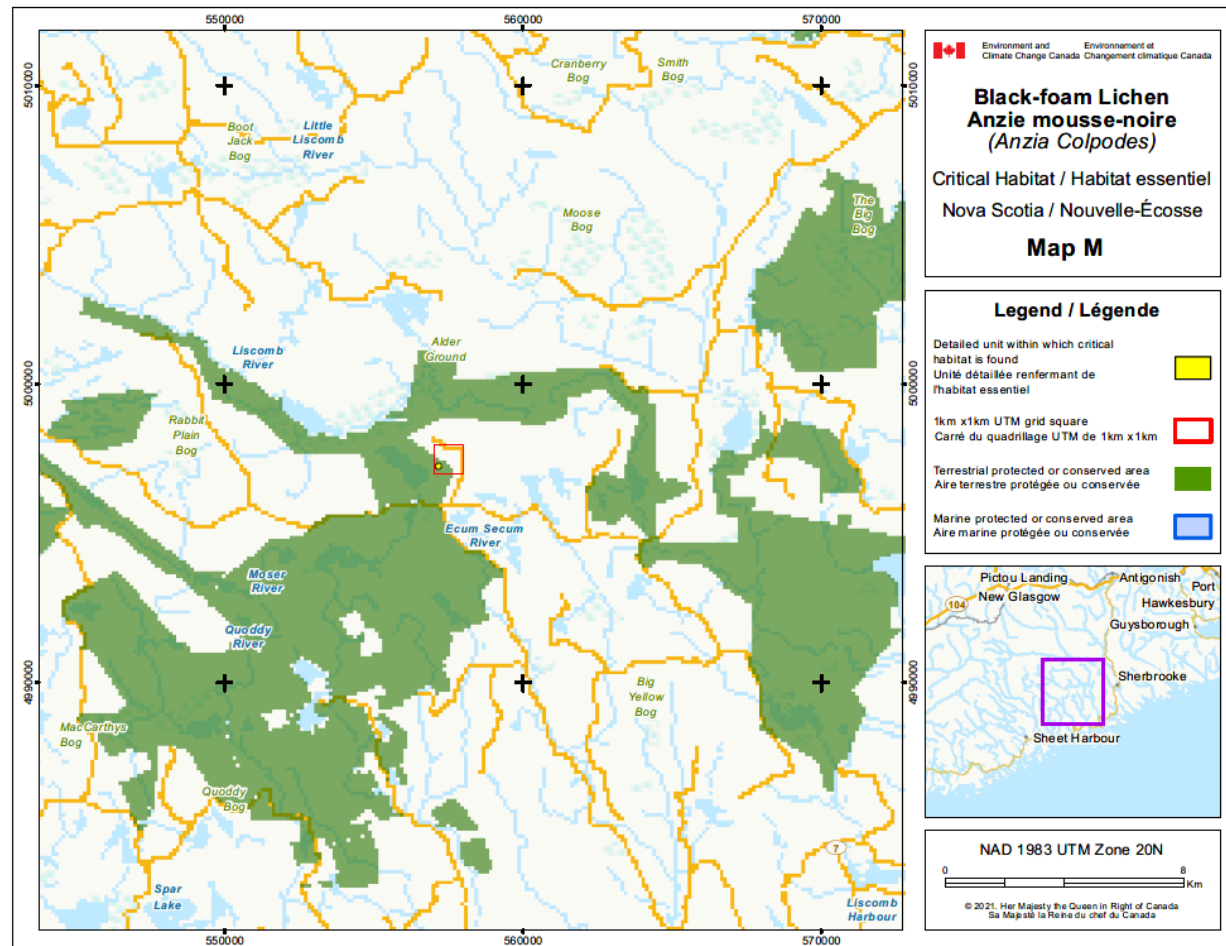 550000
560000
570000
5010000
5010000
Cranberry
Bog
Smith
Bog
Boot
Jack
Bog
Little
Liscomb
River
Moose
Bog
The
Big
Bog
Liscomb
River
Alder
Ground
5000000
5000000
Rabbit
Plain
Bog
Ecum Secum
River
Moser
River
Quoddy
River
4990000
4990000
Big
Yellow
Bog
MacCarthys
Bog
Quoddy
Bog
7
Spar
Lake
Liscomb
Harbour
550000
560000
570000
Environment and
Climate Change Canada
Environnement et
Changement climatique Canada
Black-foam Lichen
Anzie mousse-noire
(Anzia Colpodes)
Critical Habitat / Habitat essentiel
Nova Scotia / Nouvelle-Écosse
Map M
Legend / Légende
Detailed unit within which critical
habitat is found
Unité détaillée renfermant de
l'habitat essentiel
1km x1km UTM grid square
Carré du quadrillage UTM de 1km x1km
Terrestrial protected or conserved area
Aire terrestre protégée ou conservée
Marine protected or conserved area
Aire marine protégée ou conservée
Pictou Landing
Antigonish
Port
Hawkesbury
104
New Glasgow
Guysborough
Sherbrooke
Sheet Harbour
NAD 1983 UTM Zone 20N
0
8
Km
© 2021. Her Majesty the Queen in Right of Canada
Sa Majesté la Reine du chef du Canada